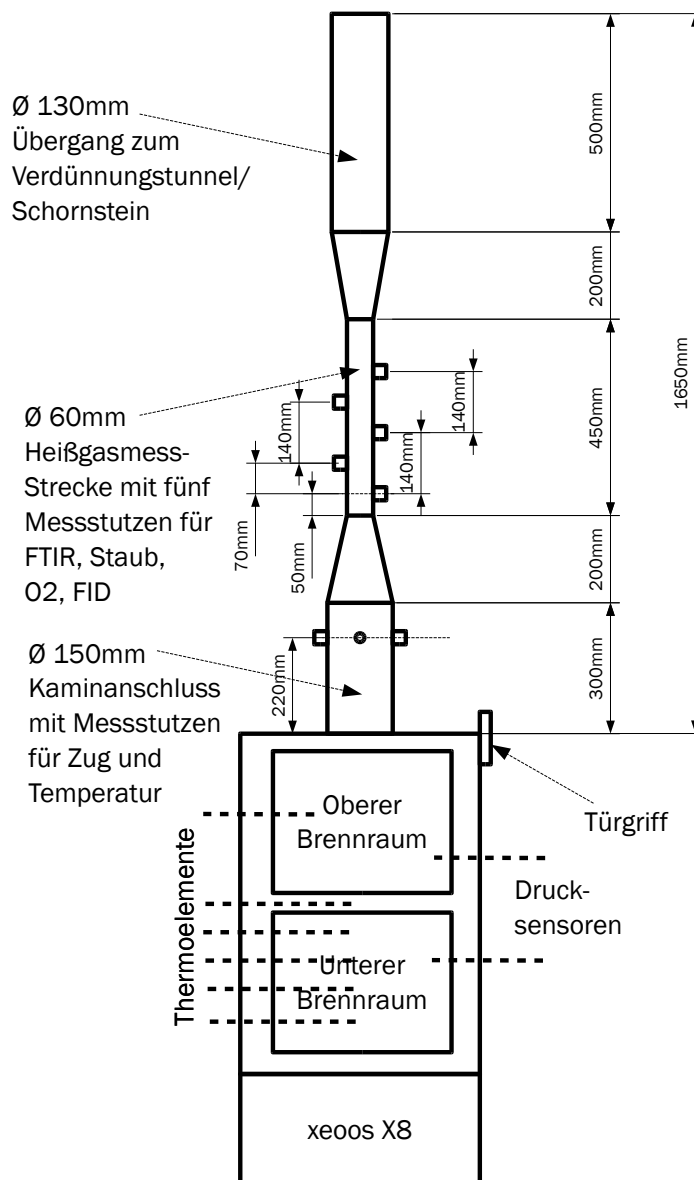 Ø 130mm
Übergang zum
Verdünnungstunnel/
Schornstein
500mm
200mm
1650mm
450mm
140mm
140mm
140mm
Ø 60mm
Heißgasmess-
Strecke mit fünf
Messstutzen für
FTIR, Staub,
O2, FID
70mm
50mm
200mm
300mm
220mm
Ø 150mm
Kaminanschluss
mit Messstutzen
für Zug und
Temperatur
Türgriff
Oberer
Brennraum
Druck-
sensoren
Thermoelemente
Unterer
Brennraum
xeoos X8